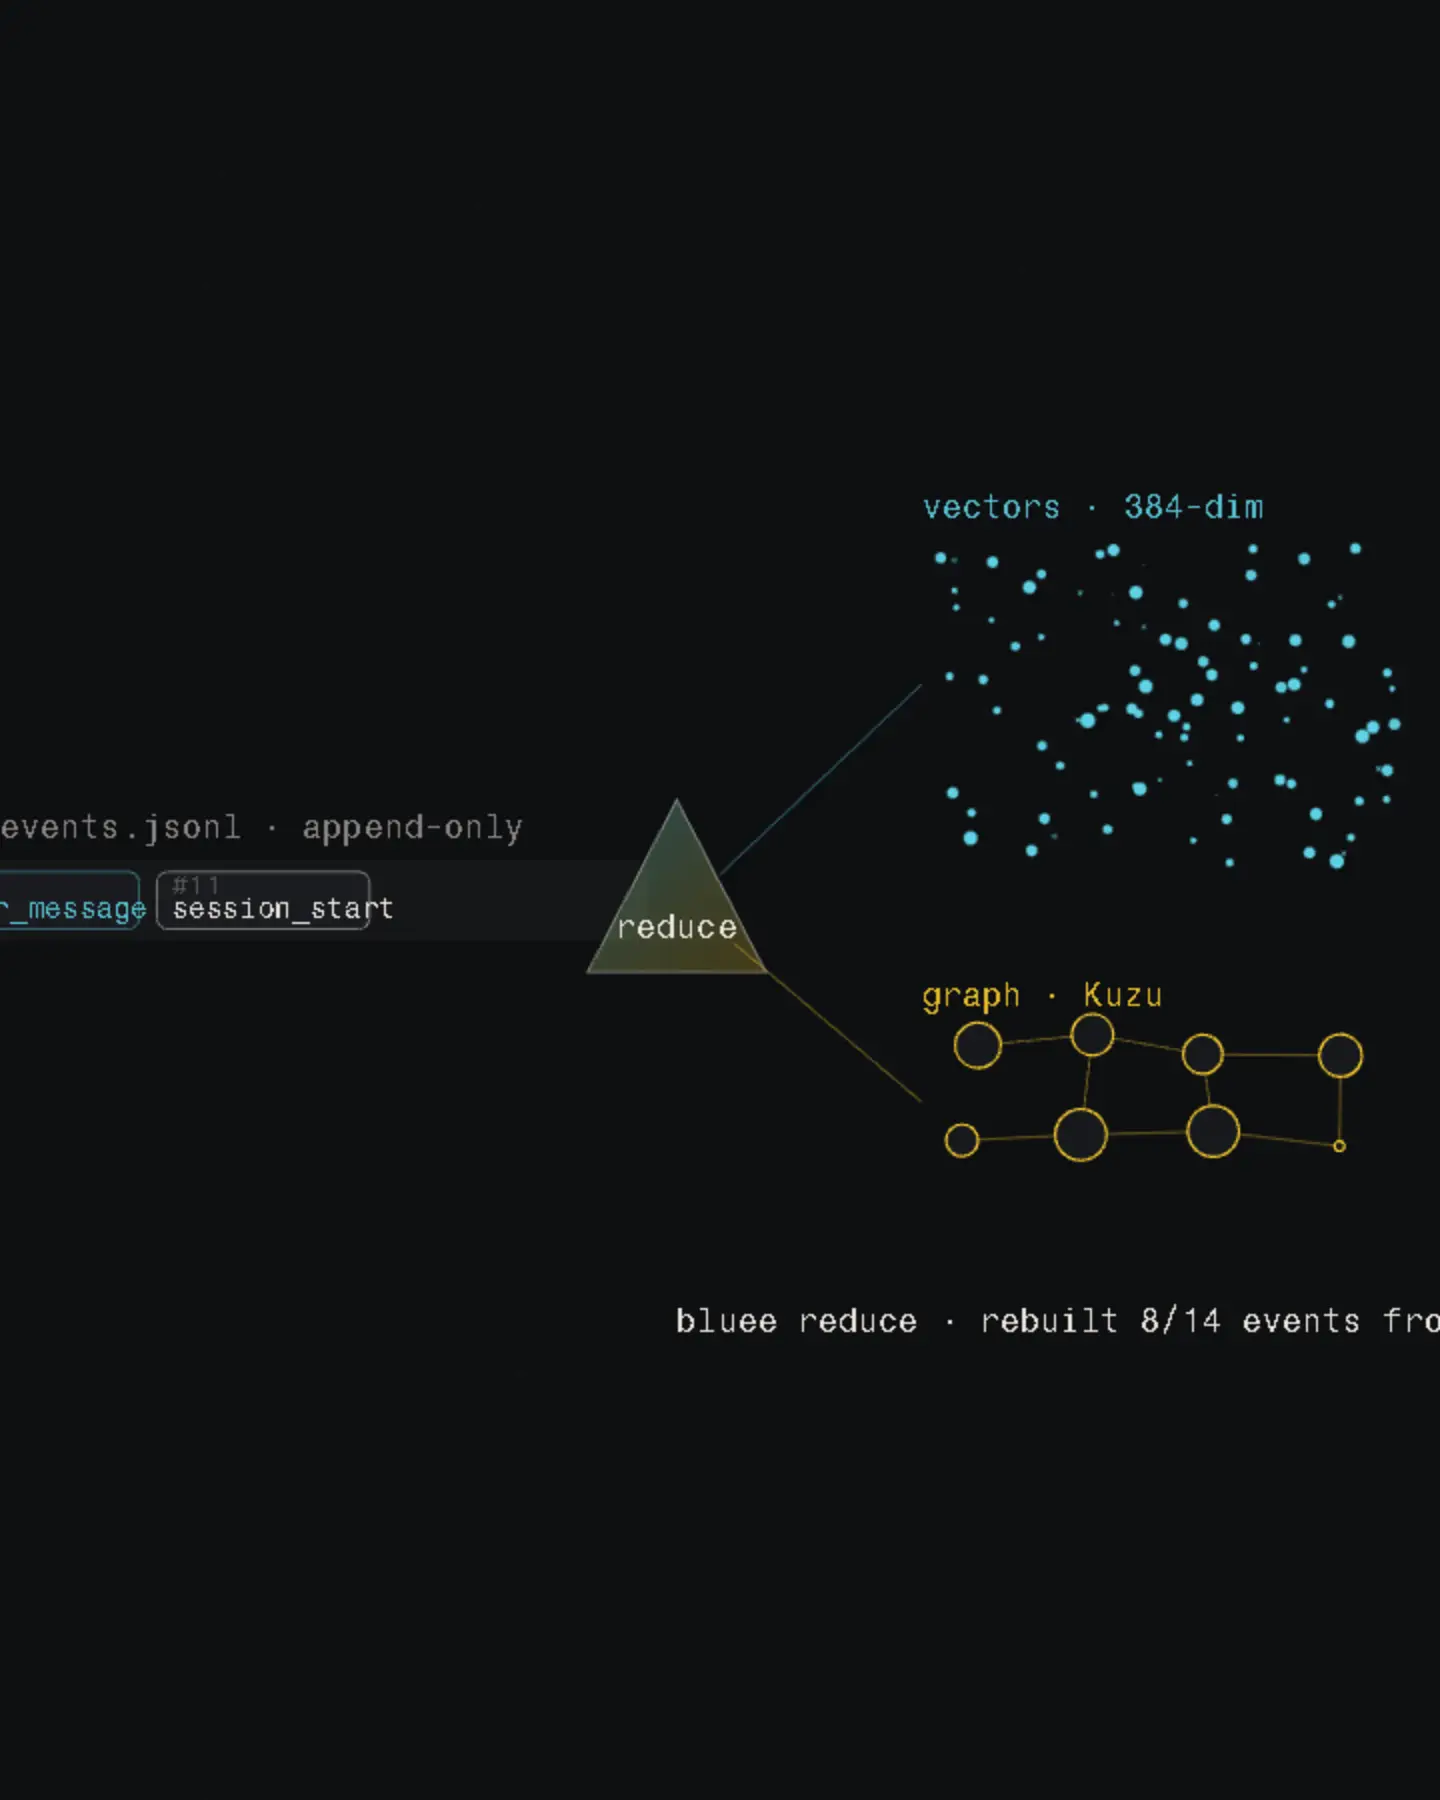 vectors · 384-dim
events.jsonl · append-only
#11
r_message
session_start
reduce
graph · Kuzu
bluee reduce · rebuilt 8/14 events fro